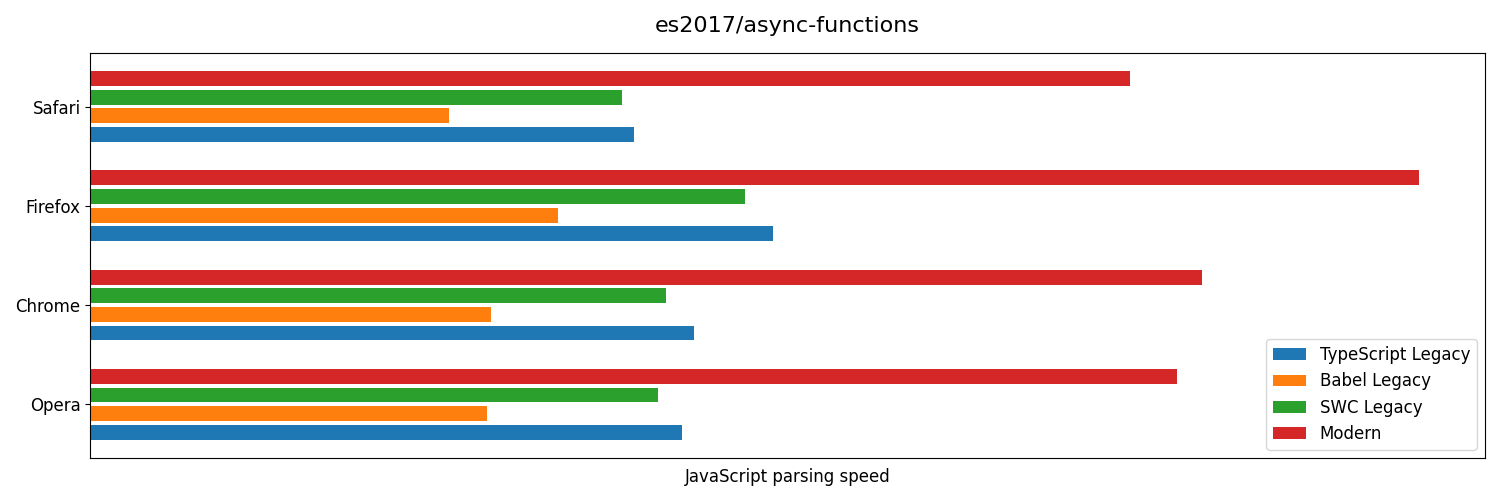 es2017/async-functions
Safari
Firefox
Chrome
Opera
TypeScript Legacy
Babel Legacy
SWC Legacy
Modern
JavaScript parsing speed